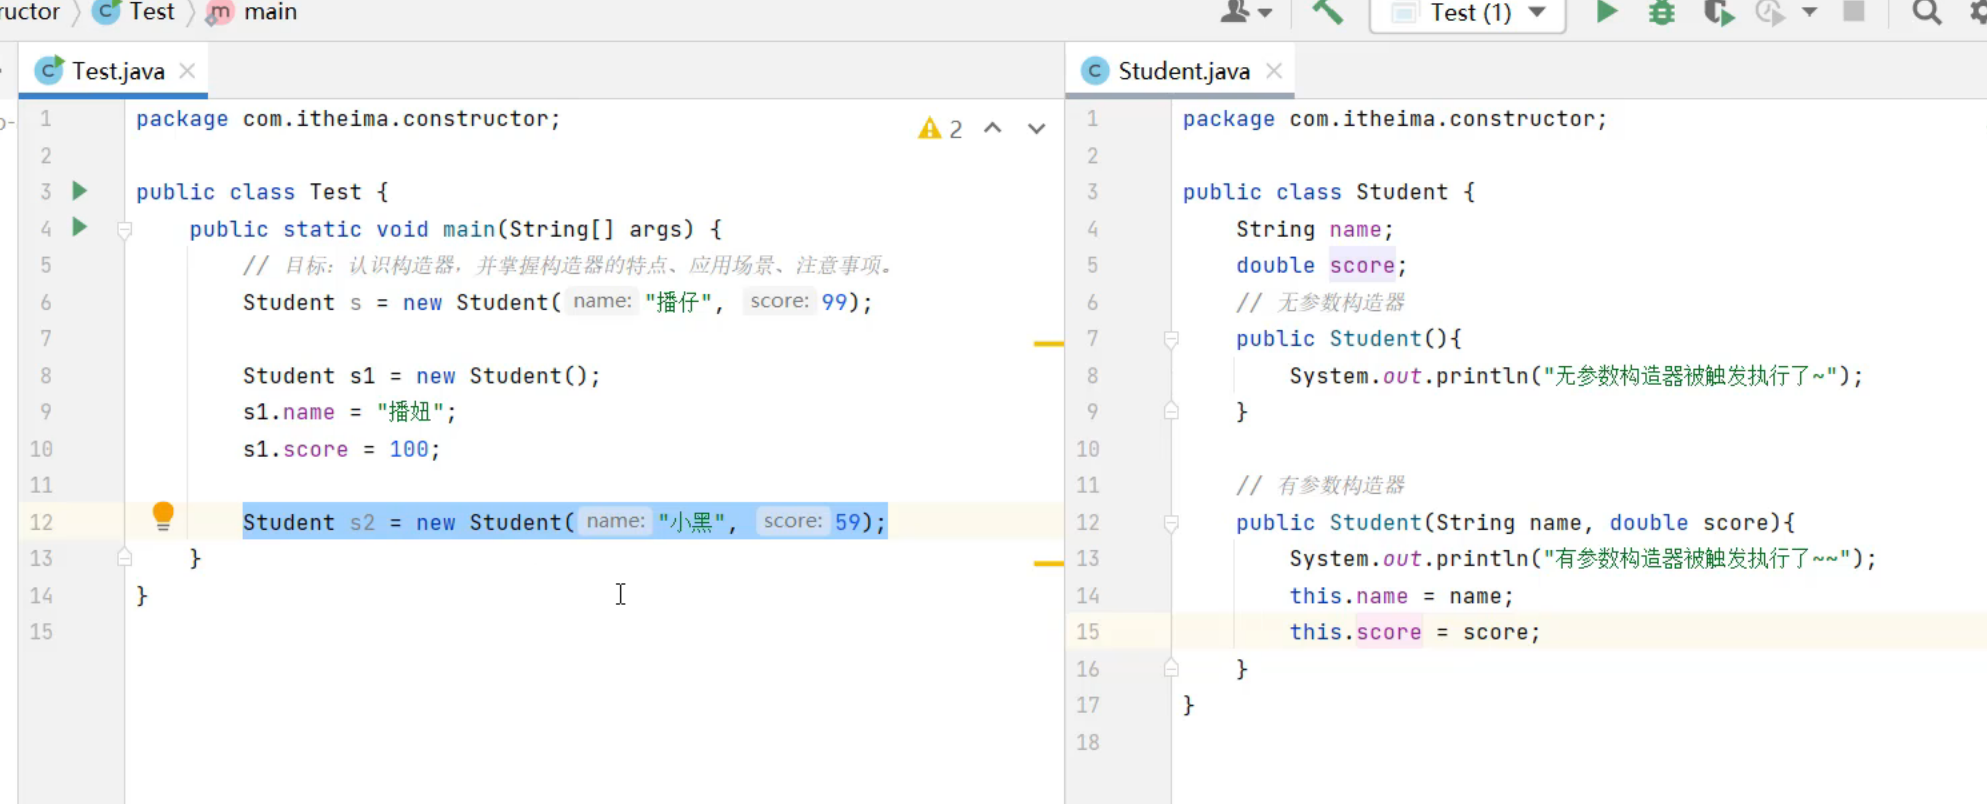 ructor Test main
Test (1)
Test.java
1 package com.itheima.constructor;
2
3 public class Test {
4 public static void main(String[] args) {
5 // 目标：认识构造器，并掌握构造器的特点、应用场景、注意事项。
6 Student s = new Student( name: "播仔", score: 99);
7
8 Student s1 = new Student();
9 s1.name = "播妞";
10 s1.score = 100;
11
12 Student s2 = new Student( name: "小黑", score: 59);
13 }
14 }
15
2
Student.java
1 package com.itheima.constructor;
2
3 public class Student {
4 String name;
5 double score;
6 // 无参数构造器
7 public Student(){
8 System.out.println("无参数构造器被触发执行了~");
9 }
10
11 // 有参数构造器
12 public Student(String name, double score){
13 System.out.println("有参数构造器被触发执行了~~");
14 this.name = name;
15 this.score = score;
16 }
17 }
18